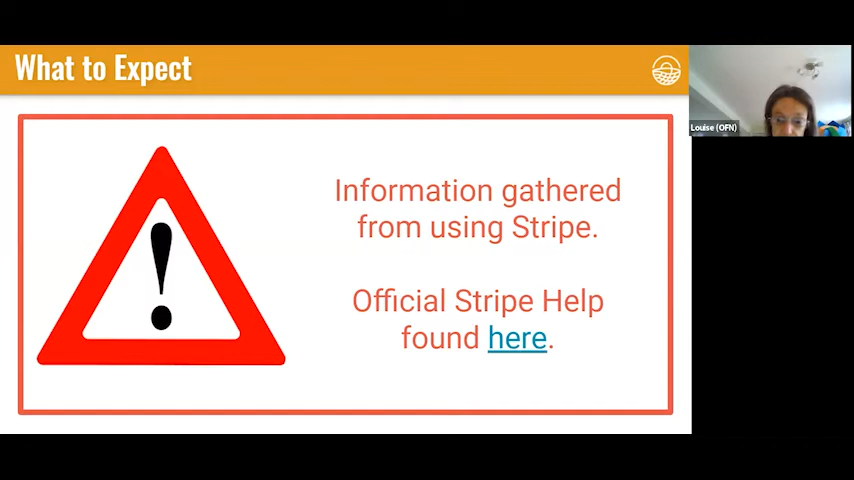 What to Expect
Louise (OFN)
Information gathered
from using Stripe.
Official Stripe Help
found here.